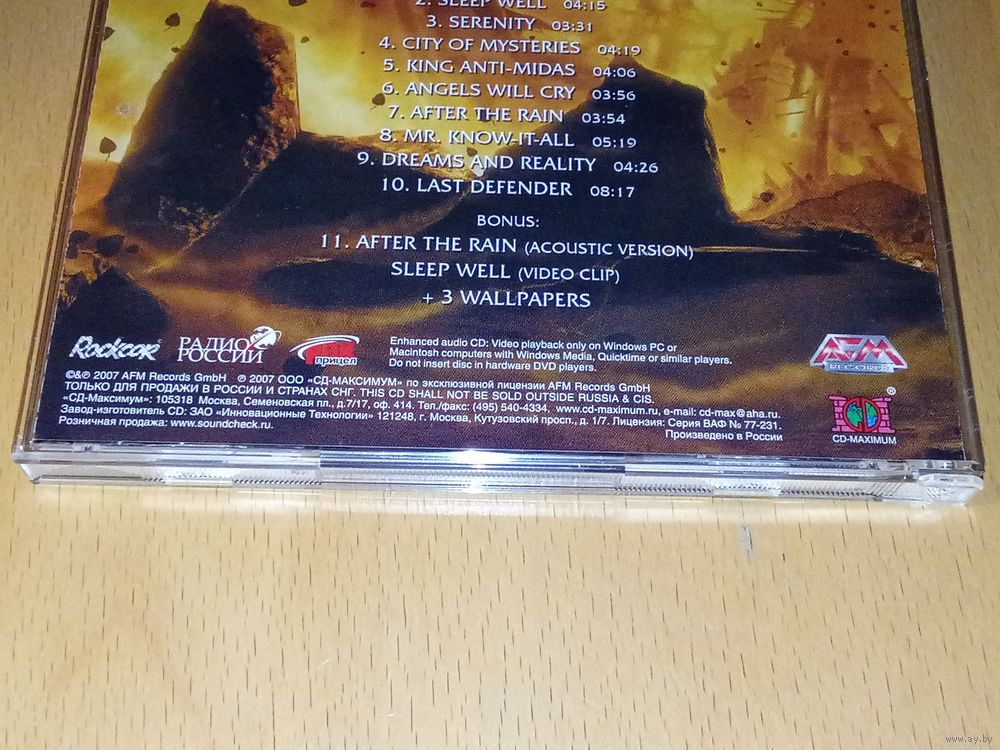 2. SLEEP WELL 04:15
3. SERENITY 03:31
4. CITY OF MYSTERIES 04:19
5. KING ANTI-MIDAS 04:06
6. ANGELS WILL CRY 03:56
7. AFTER THE RAIN 03:54
8. MR. KNOW-IT-ALL 05:19
9. DREAMS AND REALITY 04:26
10. LAST DEFENDER 08:17
BONUS:
11. AFTER THE RAIN (ACOUSTIC VERSION)
SLEEP WELL (VIDEO CLIP)
+ 3 WALLPAPERS
Rockcor
РАДИО
РОССИИ
прицел
Enhanced audio CD: Video playback only on Windows PC or
Macintosh computers with Windows Media, Quicktime or similar players.
Do not insert disc in hardware DVD players.
AFM
RECORDS
©&℗ 2007 AFM Records GmbH ℗ 2007 ООО «СД-МАКСИМУМ» по эксклюзивной лицензии AFM Records GmbH
ТОЛЬКО ДЛЯ ПРОДАЖИ В РОССИИ И СТРАНАХ СНГ. THIS CD SHALL NOT BE SOLD OUTSIDE RUSSIA & CIS.
«СД-Максимум»: 105318 Москва, Семеновская пл., д.7/17, оф. 414. Тел./факс: (495) 540-4334, www.cd-maximum.ru, e-mail: cd-max@aha.ru.
Завод-изготовитель CD: ЗАО «Инновационные Технологии» 121248, г. Москва, Кутузовский просп., д. 1/7. Лицензия: Серия ВАФ № 77-231.
Розничная продажа: www.soundcheck.ru.
Произведено в России
®
CD-MAXIMUM
www.ay.by